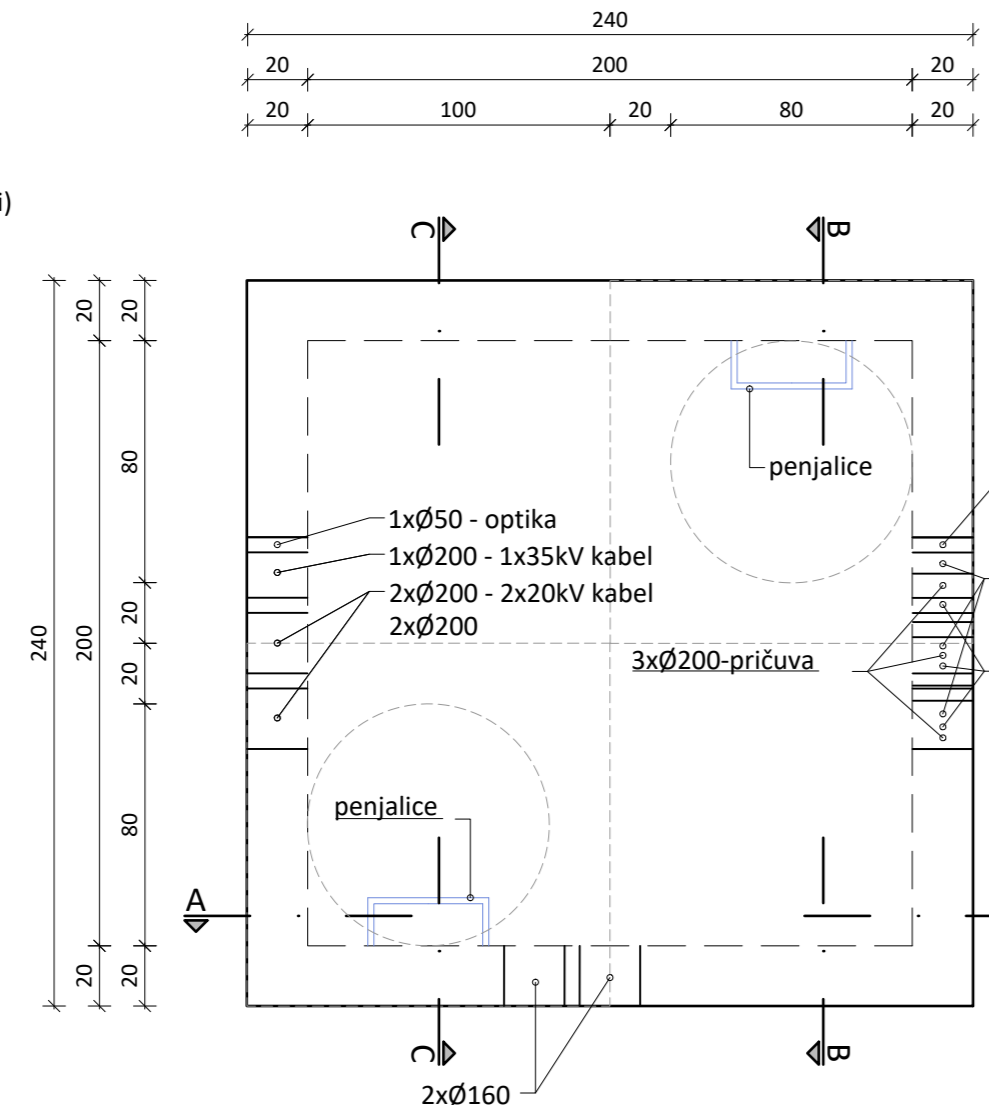 240
20 200 20
20 100 20 80 20
i)
C B
20 20
80
penjalice
1xØ50 - optika
1xØ200 - 1x35kV kabel
2xØ200 - 2x20kV kabel
2xØ200
20
240 200
20
3xØ200-pričuva
penjalice
80
A
20 20
C B
2xØ160